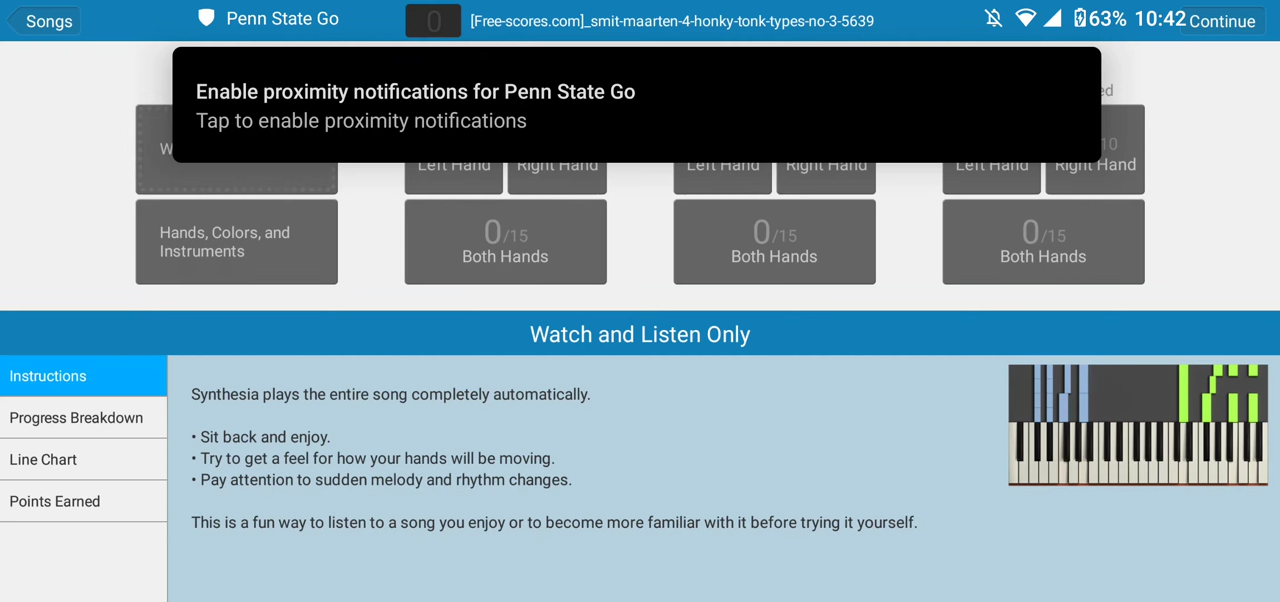 Songs
Penn State Go
0
[Free-scores.com]_smit-maarten-4-honky-tonk-types-no-3-5639
63% 10:42
Continue
Enable proximity notifications for Penn State Go
Tap to enable proximity notifications
ed
W
10
Left Hand
Right Hand
Left Hand
Right Hand
Left Hand
Right Hand
Hands, Colors, and
Instruments
0/15
Both Hands
0/15
Both Hands
0/15
Both Hands
Watch and Listen Only
Instructions
Progress Breakdown
Line Chart
Points Earned
Synthesia plays the entire song completely automatically.
• Sit back and enjoy.
• Try to get a feel for how your hands will be moving.
• Pay attention to sudden melody and rhythm changes.
This is a fun way to listen to a song you enjoy or to become more familiar with it before trying it yourself.